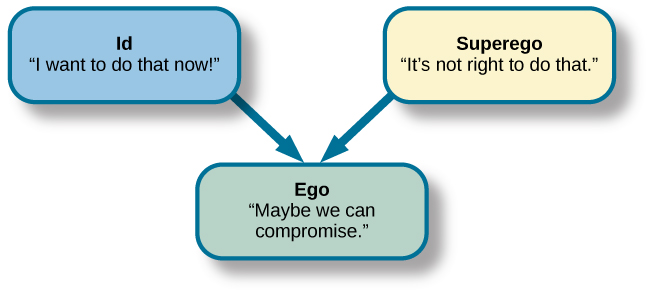 Id
“I want to do that now!”
Superego
“It’s not right to do that.”
Ego
“Maybe we can
compromise.”